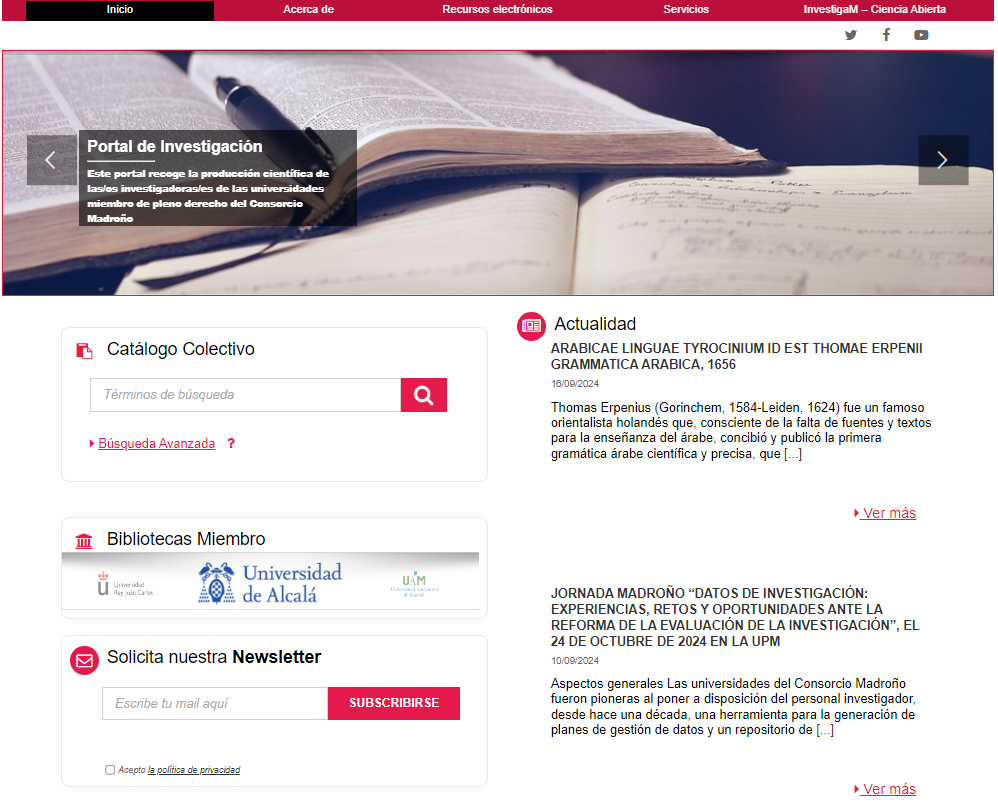 Inicio
Acerca de
Recursos electrónicos
Servicios
InvestigaM – Ciencia Abierta
Portal de Investigación
Este portal recoge la producción científica de
las/os investigadoras/es de las universidades
miembro de pleno derecho del Consorcio
Madroño
Catálogo Colectivo
Términos de búsqueda
Búsqueda Avanzada ?
Bibliotecas Miembro
Universidad
Rey Juan Carlos
Universidad
de Alcalá
UAM
Universidad Autónoma
de Madrid
Solicita nuestra Newsletter
Escribe tu mail aquí
SUBSCRIBIRSE
Acepto la política de privacidad
Actualidad
ARABICAE LINGUAE TYROCINIUM ID EST THOMAE ERPENII
GRAMMATICA ARABICA, 1656
16/09/2024
Thomas Erpenius (Gorinchem, 1584-Leiden, 1624) fue un famoso
orientalista holandés que, consciente de la falta de fuentes y textos
para la enseñanza del árabe, concibió y publicó la primera
gramática árabe científica y precisa, que [...]
Ver más
JORNADA MADROÑO “DATOS DE INVESTIGACIÓN:
EXPERIENCIAS, RETOS Y OPORTUNIDADES ANTE LA
REFORMA DE LA EVALUACIÓN DE LA INVESTIGACIÓN”, EL
24 DE OCTUBRE DE 2024 EN LA UPM
10/09/2024
Aspectos generales Las universidades del Consorcio Madroño
fueron pioneras al poner a disposición del personal investigador,
desde hace una década, una herramienta para la generación de
planes de gestión de datos y un repositorio de [...]
Ver más